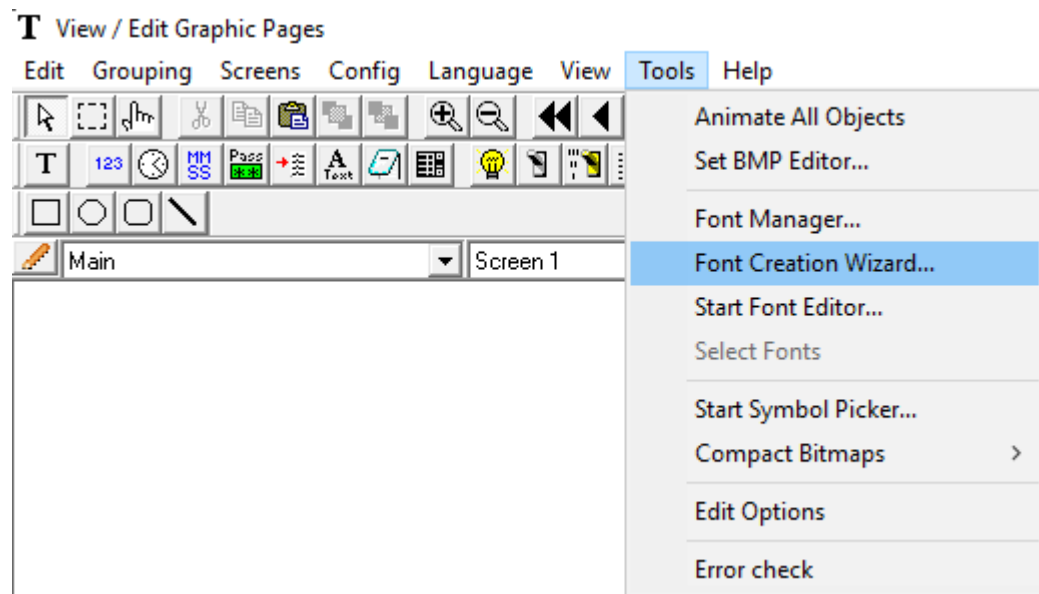 T View / Edit Graphic Pages
Edit Grouping Screens Config Language View Tools Help
T 123 MM SS Pass ** A Text
Main Screen 1
Animate All Objects
Set BMP Editor...
Font Manager...
Font Creation Wizard...
Start Font Editor...
Select Fonts
Start Symbol Picker...
Compact Bitmaps
Edit Options
Error check